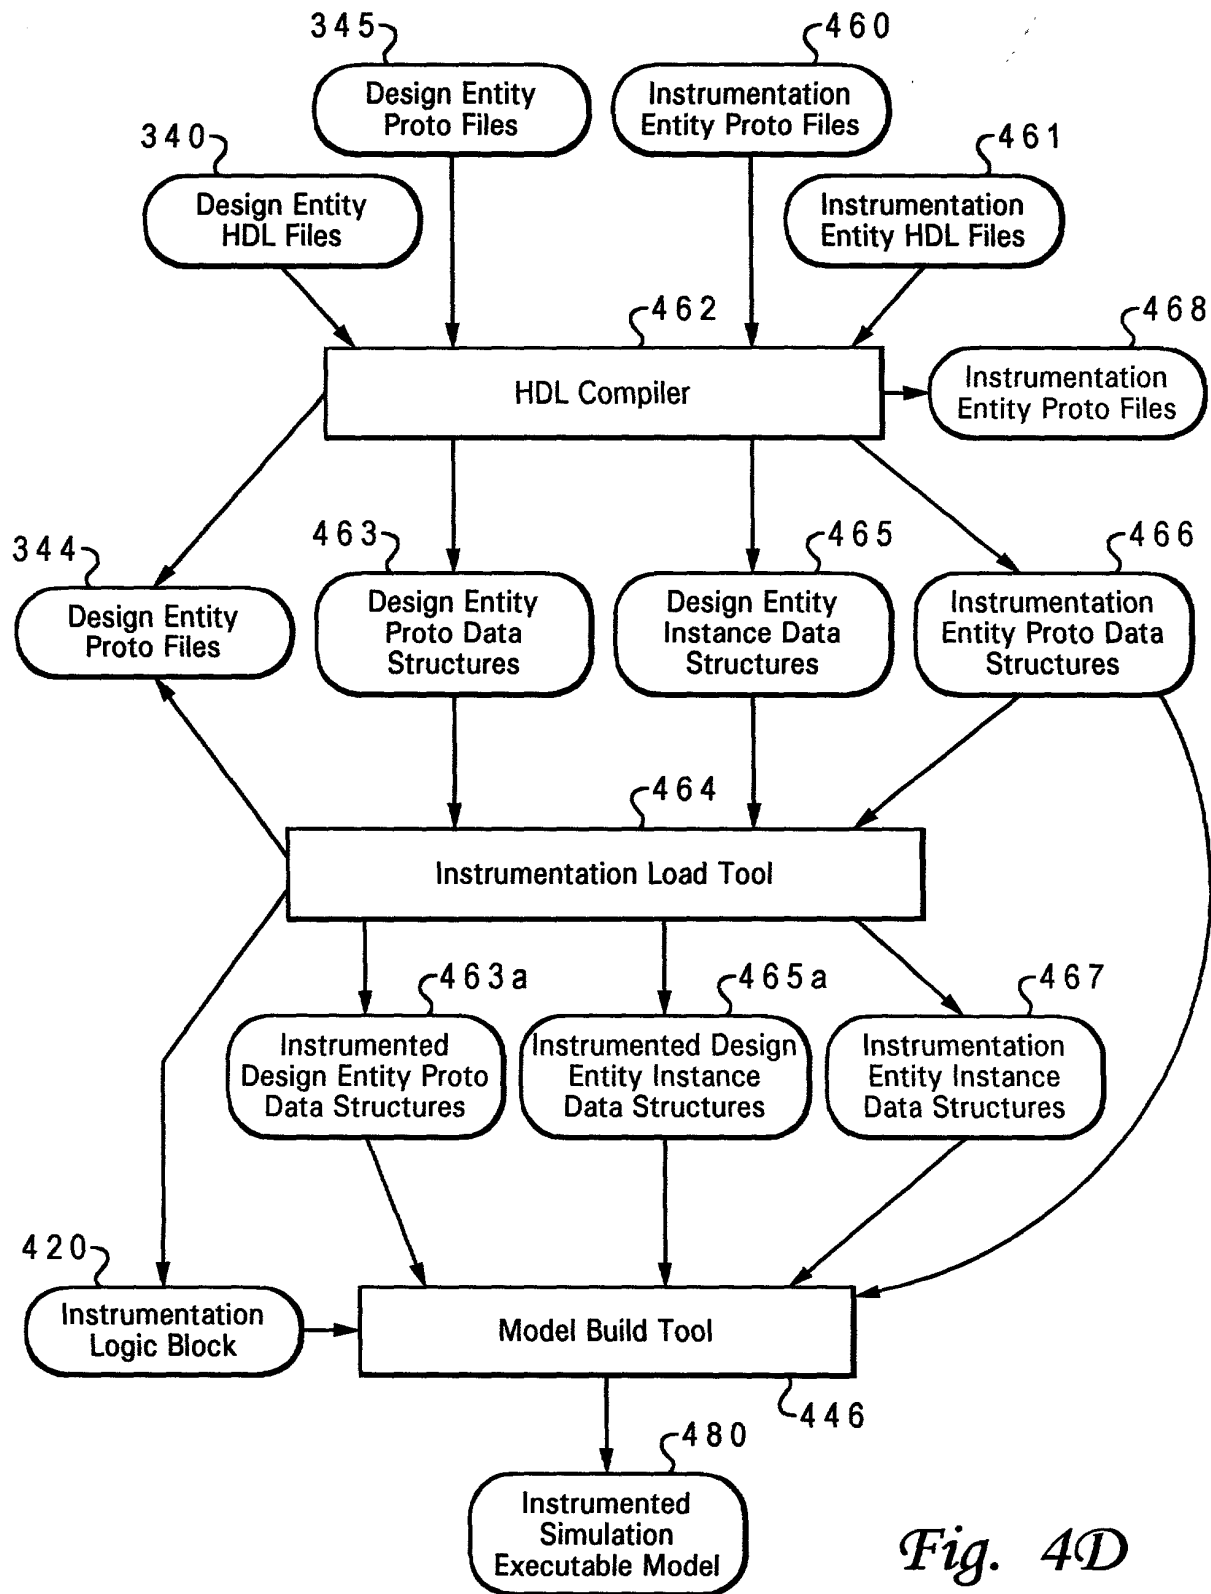 345
460
Design Entity
Proto Files
Instrumentation
Entity Proto Files
340
461
Design Entity
HDL Files
Instrumentation
Entity HDL Files
462
468
HDL Compiler
Instrumentation
Entity Proto Files
344
463
465
466
Design Entity
Proto Files
Design Entity
Proto Data
Structures
Design Entity
Instance Data
Structures
Instrumentation
Entity Proto Data
Structures
464
Instrumentation Load Tool
463a
465a
467
Instrumented
Design Entity Proto
Data Structures
Instrumented Design
Entity Instance
Data Structures
Instrumentation
Entity Instance
Data Structures
420
Instrumentation
Logic Block
Model Build Tool
446
480
Instrumented
Simulation
Executable Model
Fig. 4D